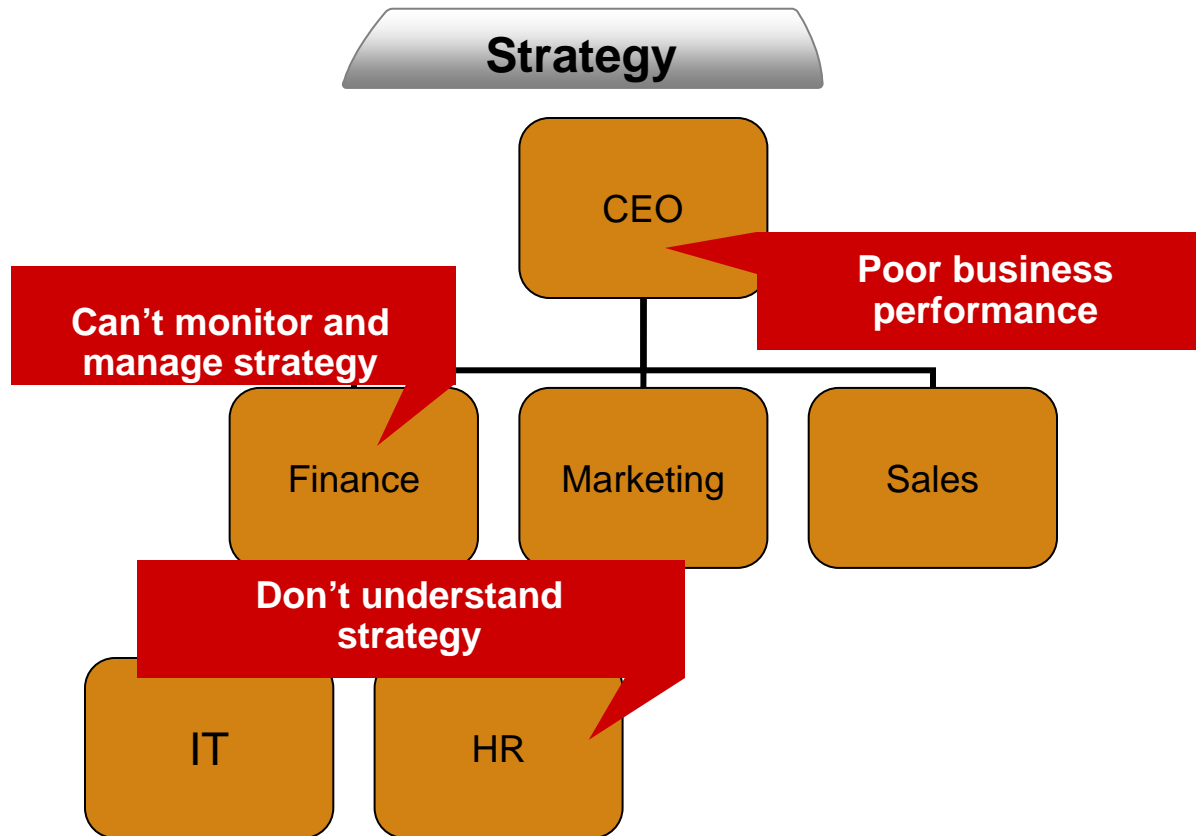 Strategy
CEO
Poor business
performance
Can’t monitor and
manage strategy
Finance
Marketing
Sales
Don’t understand
strategy
IT
HR